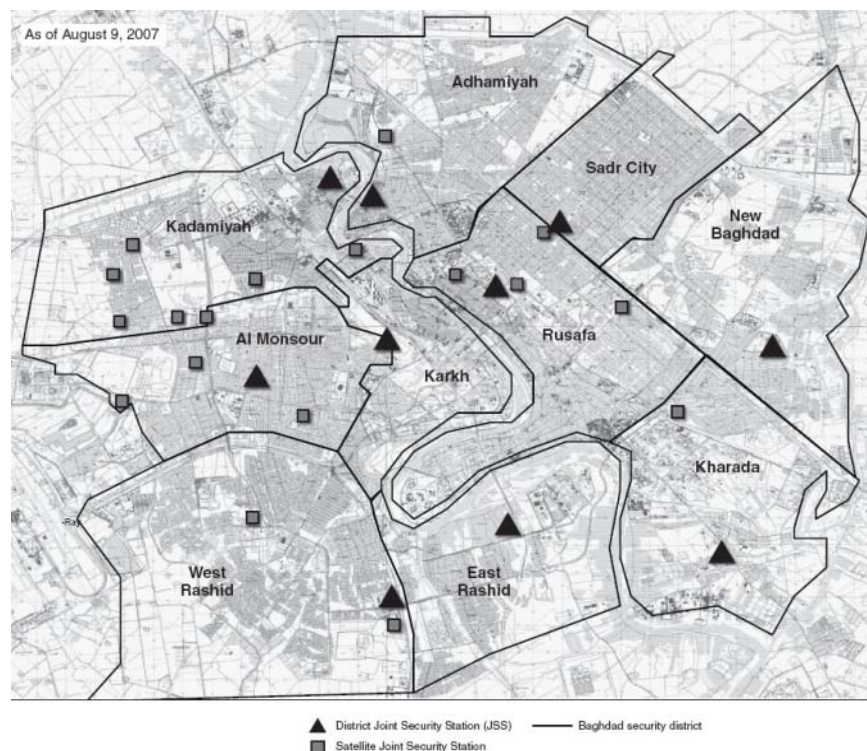 As of August 9, 2007
Adhamiyah
Sadr City
New
Baghdad
Kadamiyah
Al Monsour
Rusafa
Karkh
Kharada
West
Rashid
East
Rashid
District Joint Security Station (JSS)
Baghdad security district
Satellite Joint Security Station